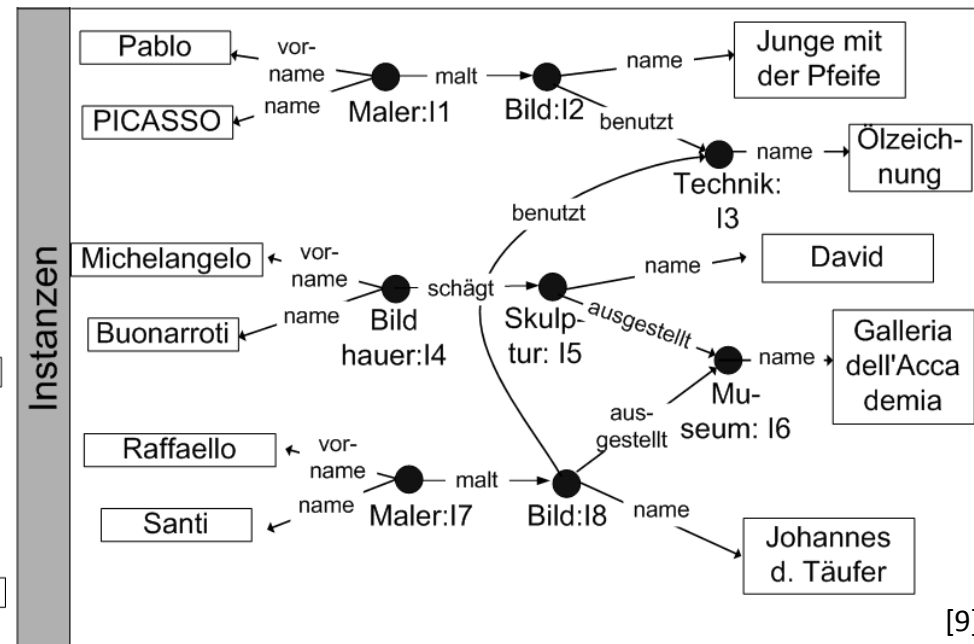 Instanzen
Pablo
vor-
name
PICASSO
name
Maler:I1
malt
Bild:I2
name
Junge mit
der Pfeife
benutzt
Technik:
I3
name
Ölzeich-
nung
benutzt
Michelangelo
vor-
name
Buonarroti
name
Bild
hauer:I4
schägt
Skulp-
tur: I5
name
David
ausgestellt
Mu-
seum: I6
name
Galleria
dell'Acca
demia
aus-
gestellt
Raffaello
vor-
name
Santi
name
Maler:I7
malt
Bild:I8
name
Johannes
d. Täufer
[9]